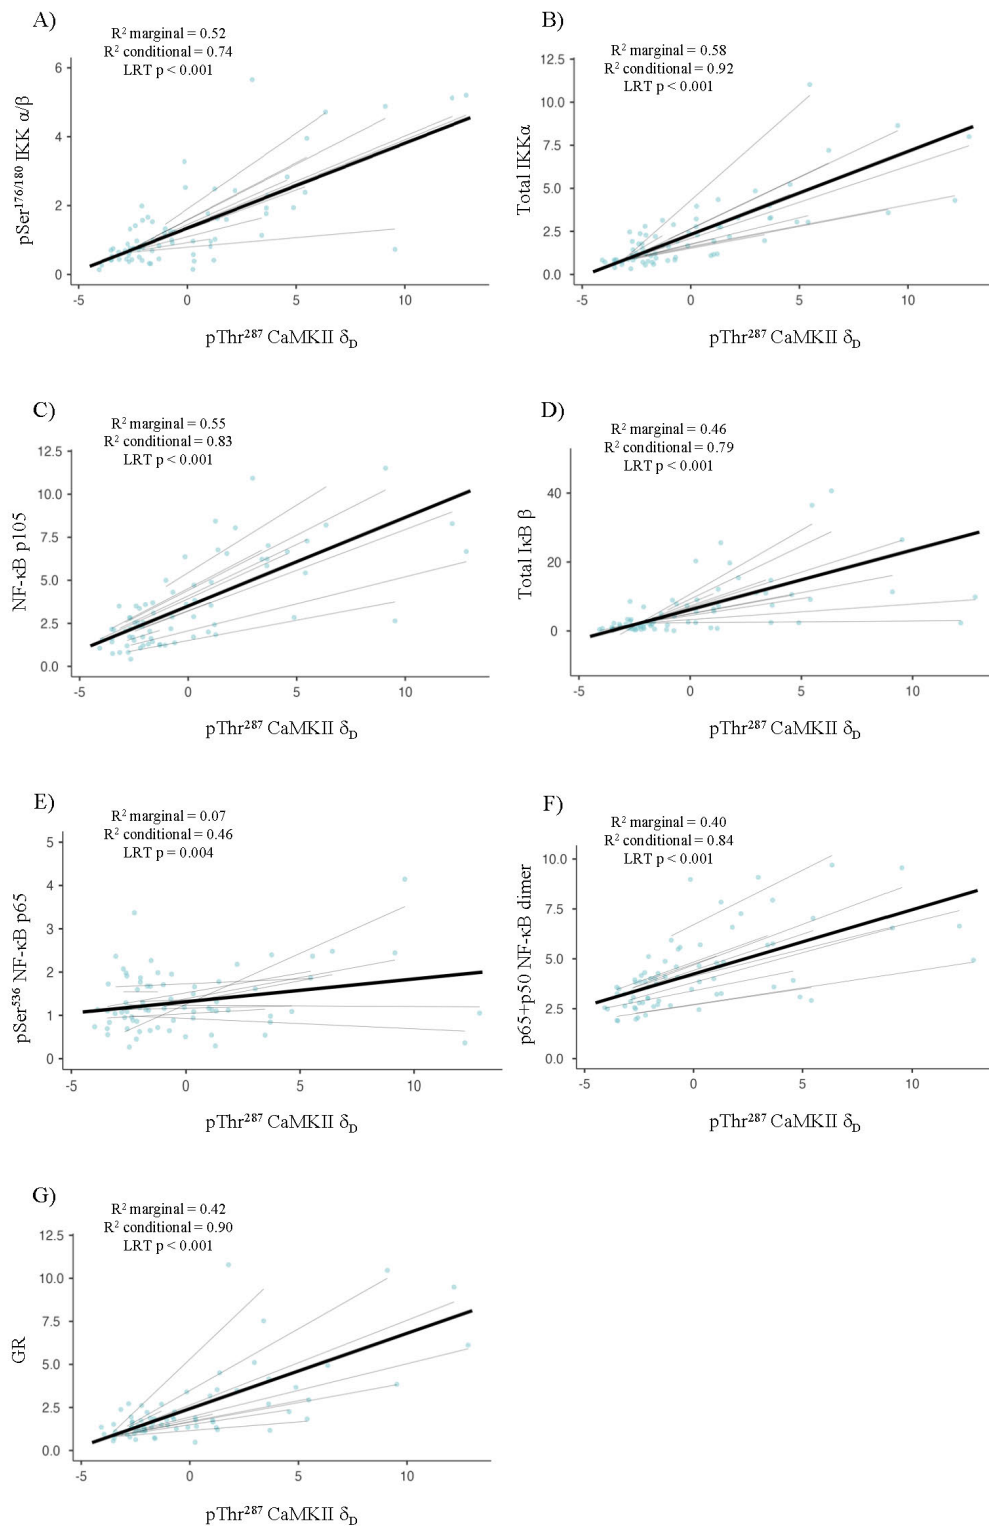 A)
R² marginal = 0.52
R² conditional = 0.74
LRT p < 0.001
pSer¹⁷⁶/¹⁸⁰ IKK α/β
6
4
2
0
-5 0 5 10
pThr²⁸⁷ CaMKII δ_D
B)
R² marginal = 0.58
R² conditional = 0.92
LRT p < 0.001
Total IKKα
12.5
10.0
7.5
5.0
2.5
0.0
-5 0 5 10
pThr²⁸⁷ CaMKII δ_D
C)
R² marginal = 0.55
R² conditional = 0.83
LRT p < 0.001
NF-κB p105
12.5
10.0
7.5
5.0
2.5
0.0
-5 0 5 10
pThr²⁸⁷ CaMKII δ_D
D)
R² marginal = 0.46
R² conditional = 0.79
LRT p < 0.001
Total IκB β
40
20
0
-5 0 5 10
pThr²⁸⁷ CaMKII δ_D
E)
R² marginal = 0.07
R² conditional = 0.46
LRT p = 0.004
pSer⁵³⁶ NF-κB p65
5
4
3
2
1
0
-5 0 5 10
pThr²⁸⁷ CaMKII δ_D
F)
R² marginal = 0.40
R² conditional = 0.84
LRT p < 0.001
p65+p50 NF-κB dimer
10.0
7.5
5.0
2.5
0.0
-5 0 5 10
pThr²⁸⁷ CaMKII δ_D
G)
R² marginal = 0.42
R² conditional = 0.90
LRT p < 0.001
GR
12.5
10.0
7.5
5.0
2.5
0.0
-5 0 5 10
pThr²⁸⁷ CaMKII δ_D